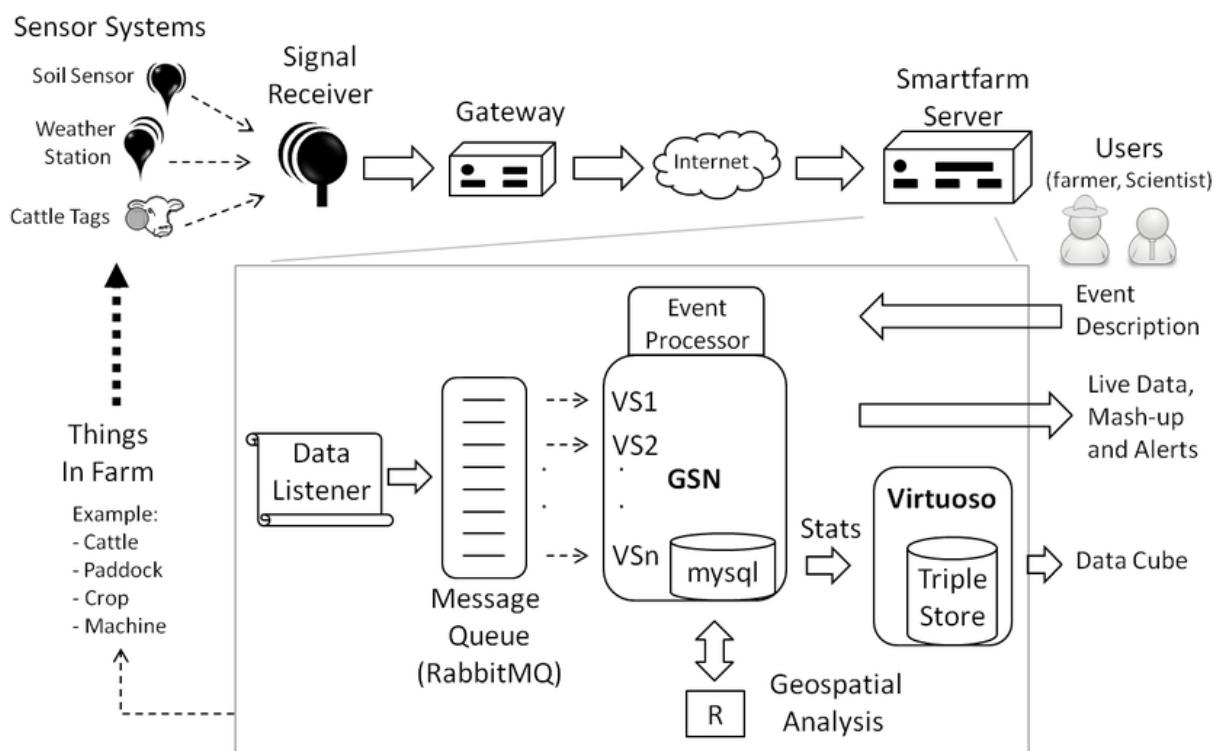 Sensor Systems
Soil Sensor
Weather
Station
Cattle Tags
Signal
Receiver
Gateway
Internet
Smartfarm
Server
Users
(farmer, Scientist)
Things
In Farm
Example:
- Cattle
- Paddock
- Crop
- Machine
Data
Listener
Message
Queue
(RabbitMQ)
Event
Processor
VS1
VS2
GSN
VSn
mysql
R
Geospatial
Analysis
Stats
Virtuoso
Triple
Store
Event
Description
Live Data,
Mash-up
and Alerts
Data Cube